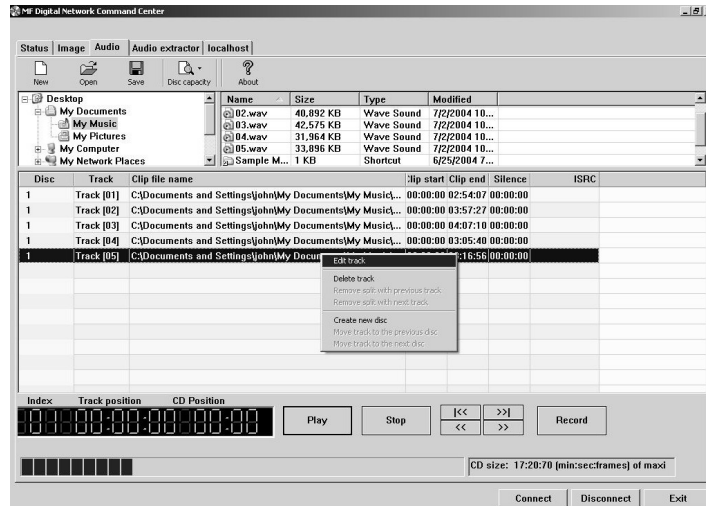 MF Digital Network Command Center
Status Image Audio Audio extractor localhost
New Open Save Disc capacity About
Desktop
My Documents
My Music
My Pictures
My Computer
My Network Places
Name Size Type Modified
02.wav 40,892 KB Wave Sound 7/2/2004 10...
03.wav 42,575 KB Wave Sound 7/2/2004 10...
04.wav 31,964 KB Wave Sound 7/2/2004 10...
05.wav 33,896 KB Wave Sound 7/2/2004 10...
Sample M... 1 KB Shortcut 6/25/2004 7...
Disc Track Clip file name :lip start Clip end Silence ISRC
1 Track [01] C:\Documents and Settings\john\My Documents\My Music\... 00:00:00 02:54:07 00:00:00
1 Track [02] C:\Documents and Settings\john\My Documents\My Music\... 00:00:00 03:57:27 00:00:00
1 Track [03] C:\Documents and Settings\john\My Documents\My Music\... 00:00:00 04:07:10 00:00:00
1 Track [04] C:\Documents and Settings\john\My Documents\My Music\... 00:00:00 03:05:40 00:00:00
1 Track [05] C:\Documents and Settings\john\My Docum :16:56 00:00:00
Edit track
Delete track
Remove split with previous track
Remove split with next track
Create new disc
Move track to the previous disc
Move track to the next disc
Index Track position CD Position
Play Stop |<< >>| Record
<< >>
CD size: 17:20:70 (min:sec:frames) of maxi
Connect Disconnect Exit